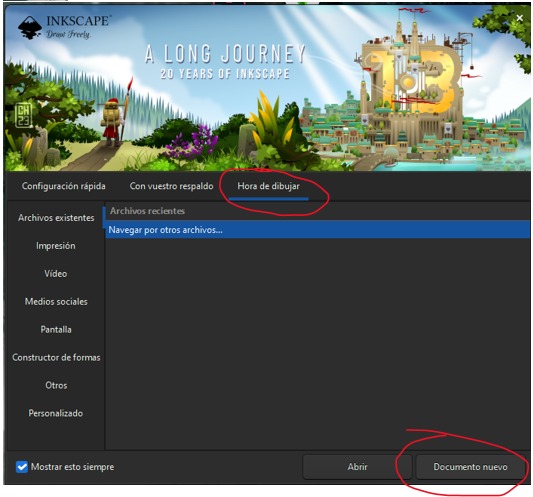 INKSCAPE
Draw Freely.
A LONG JOURNEY
20 YEARS OF INKSCAPE
1.3
Configuración rápida
Con vuestro respaldo
Hora de dibujar
Archivos existentes
Archivos recientes
Navegar por otros archivos...
Impresión
Vídeo
Medios sociales
Pantalla
Constructor de formas
Otros
Personalizado
Mostrar esto siempre
Abrir
Documento nuevo